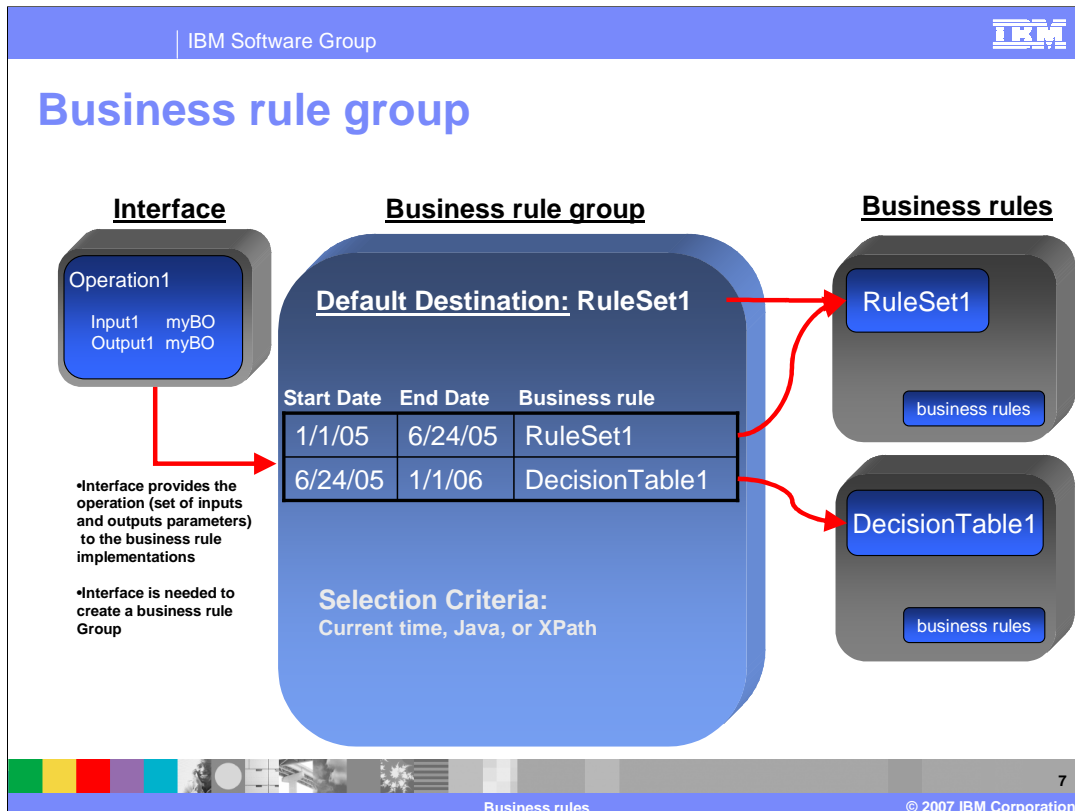 IBM Software Group
IBM
Business rule group
Interface
Operation1
Input1 myBO
Output1 myBO
•Interface provides the
operation (set of inputs
and outputs parameters)
to the business rule
implementations
•Interface is needed to
create a business rule
Group
Business rule group
Default Destination: RuleSet1
Start Date End Date Business rule
1/1/05 6/24/05 RuleSet1
6/24/05 1/1/06 DecisionTable1
Selection Criteria:
Current time, Java, or XPath
Business rules
RuleSet1
business rules
DecisionTable1
business rules
7
Business rules
© 2007 IBM Corporation